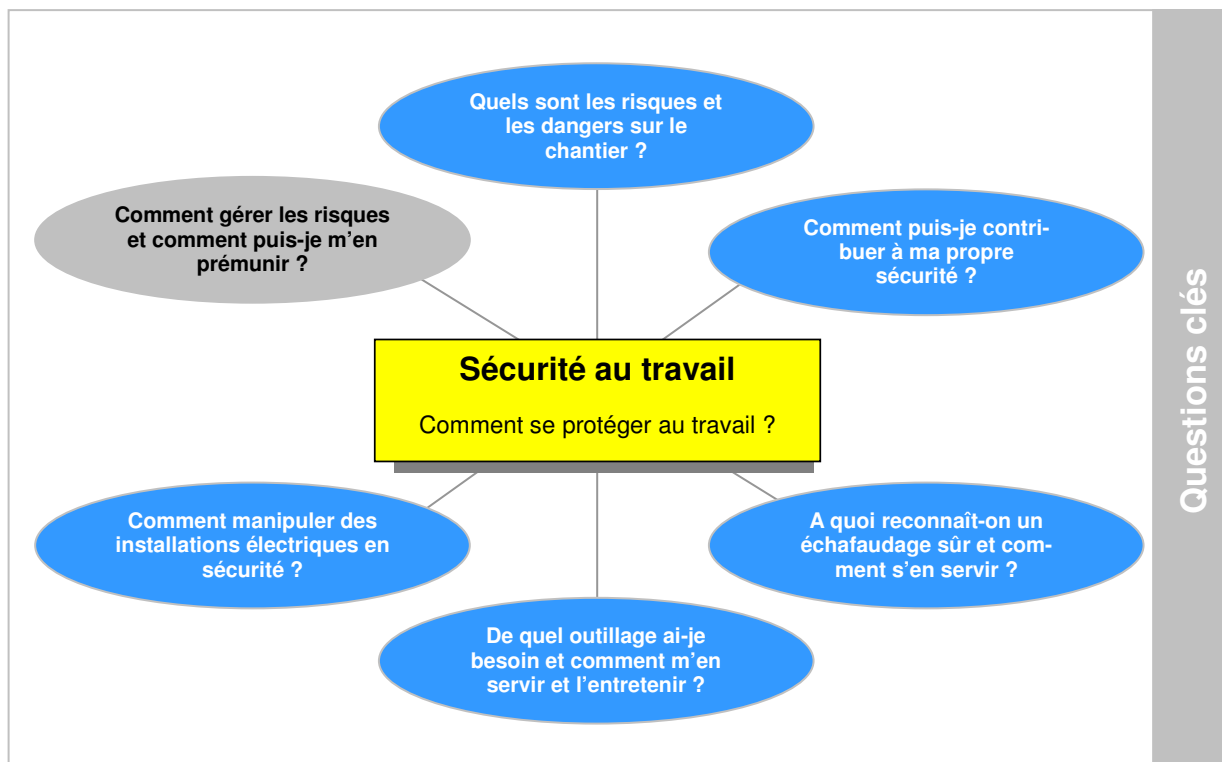 Quels sont les risques et
les dangers sur le
chantier ?
Comment gérer les risques
et comment puis-je m'en
prémunir ?
Comment puis-je contri-
buer à ma propre
sécurité ?
Sécurité au travail
Comment se protéger au travail ?
Comment manipuler des
installations électriques en
sécurité ?
A quoi reconnaît-on un
échafaudage sûr et com-
ment s'en servir ?
De quel outillage ai-je
besoin et comment m'en
servir et l'entretenir ?
Questions clés